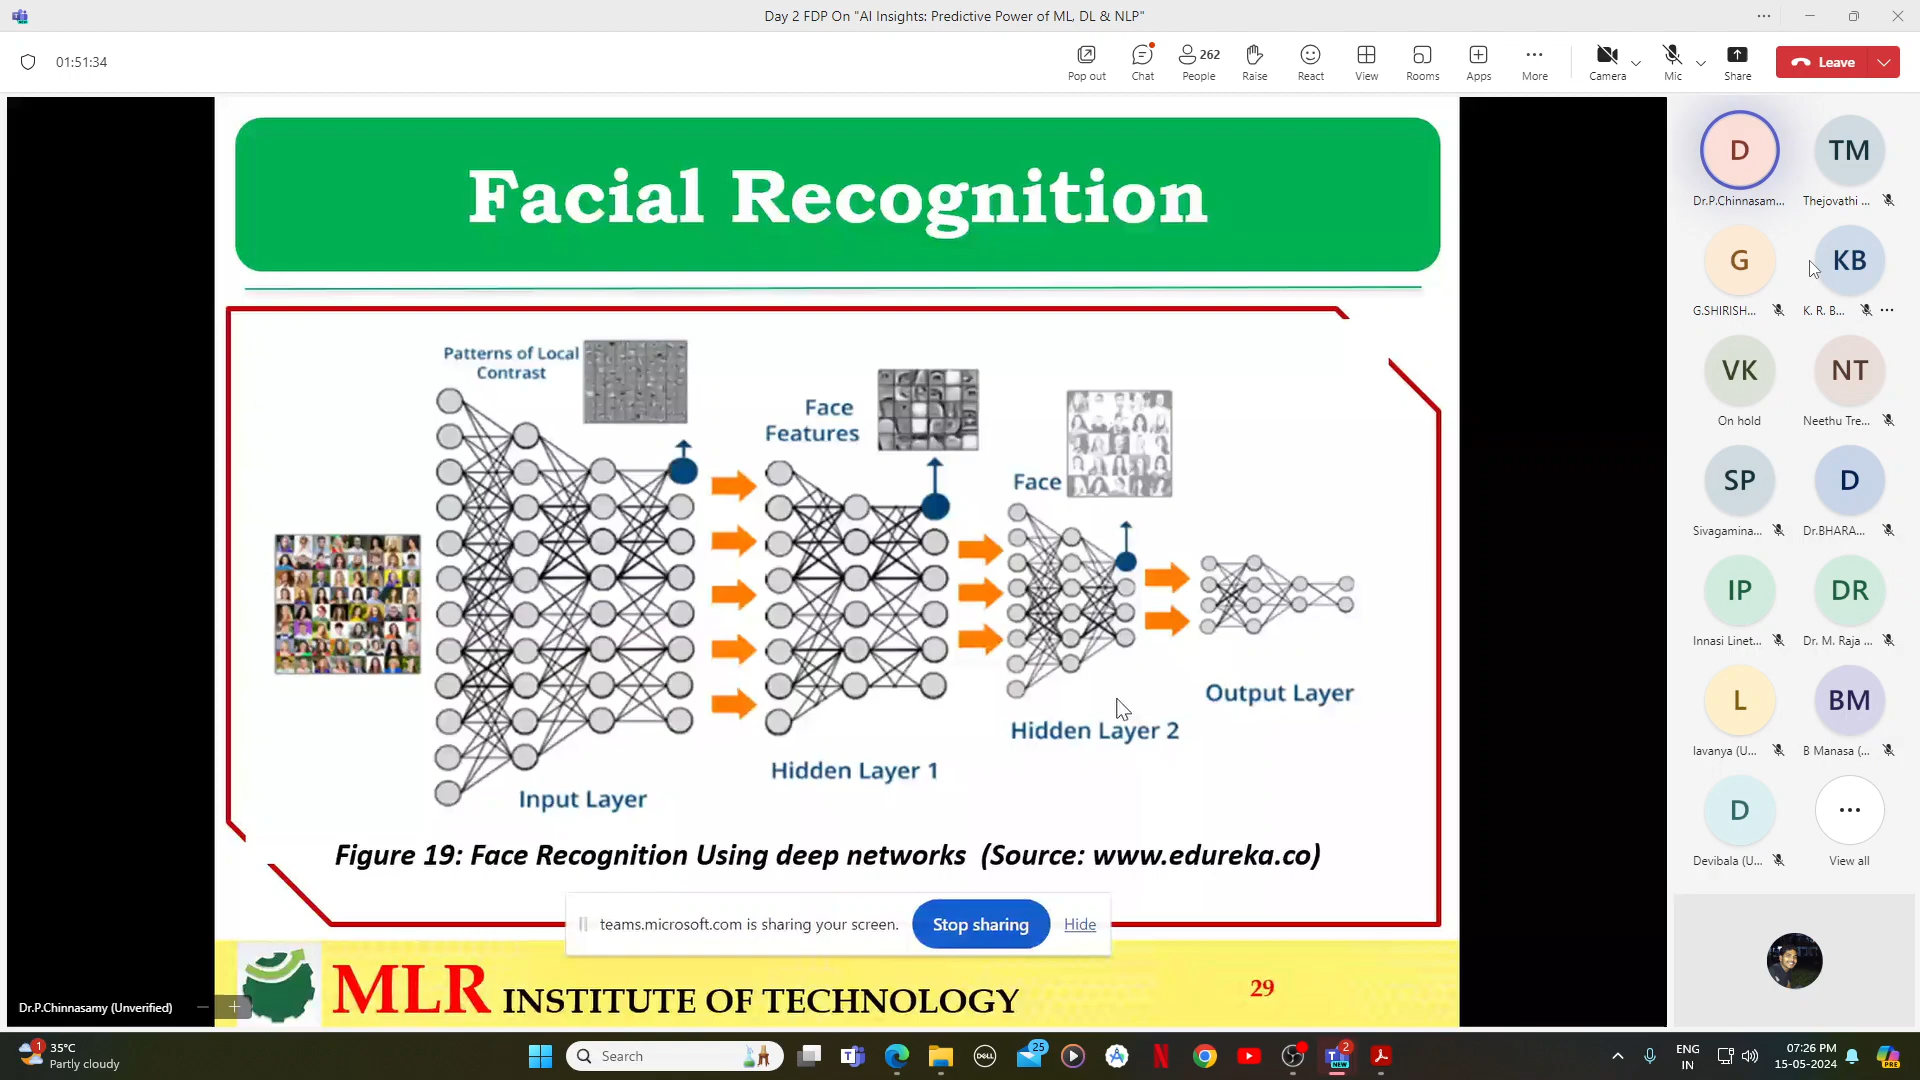 Day 2 FDP On "AI Insights: Predictive Power of ML, DL & NLP"
01:51:34
Pop out
Chat
262
People
Raise
React
View
Rooms
Apps
More
Camera
Mic
Share
Leave
Facial Recognition
Patterns of Local
Contrast
Face
Features
Face
Input Layer
Hidden Layer 1
Hidden Layer 2
Output Layer
Figure 19: Face Recognition Using deep networks (Source: www.edureka.co)
teams.microsoft.com is sharing your screen.
Stop sharing
Hide
MLR INSTITUTE OF TECHNOLOGY
29
Dr.P.Chinnasamy (Unverified)
D
Dr.P.Chinnasam...
TM
Thejovathi ...
G
G.SHIRISH...
KB
K. R. B...
VK
On hold
NT
Neethu Tre...
SP
Sivagamina...
D
Dr.BHARA...
IP
Innasi Linet...
DR
Dr. M. Raja ...
L
lavanya (U...
BM
B Manasa (...
D
Devibala (U...
View all
1
35°C
Partly cloudy
Search
DELL
25
2
NEW
ENG
IN
07:26 PM
15-05-2024
PRE